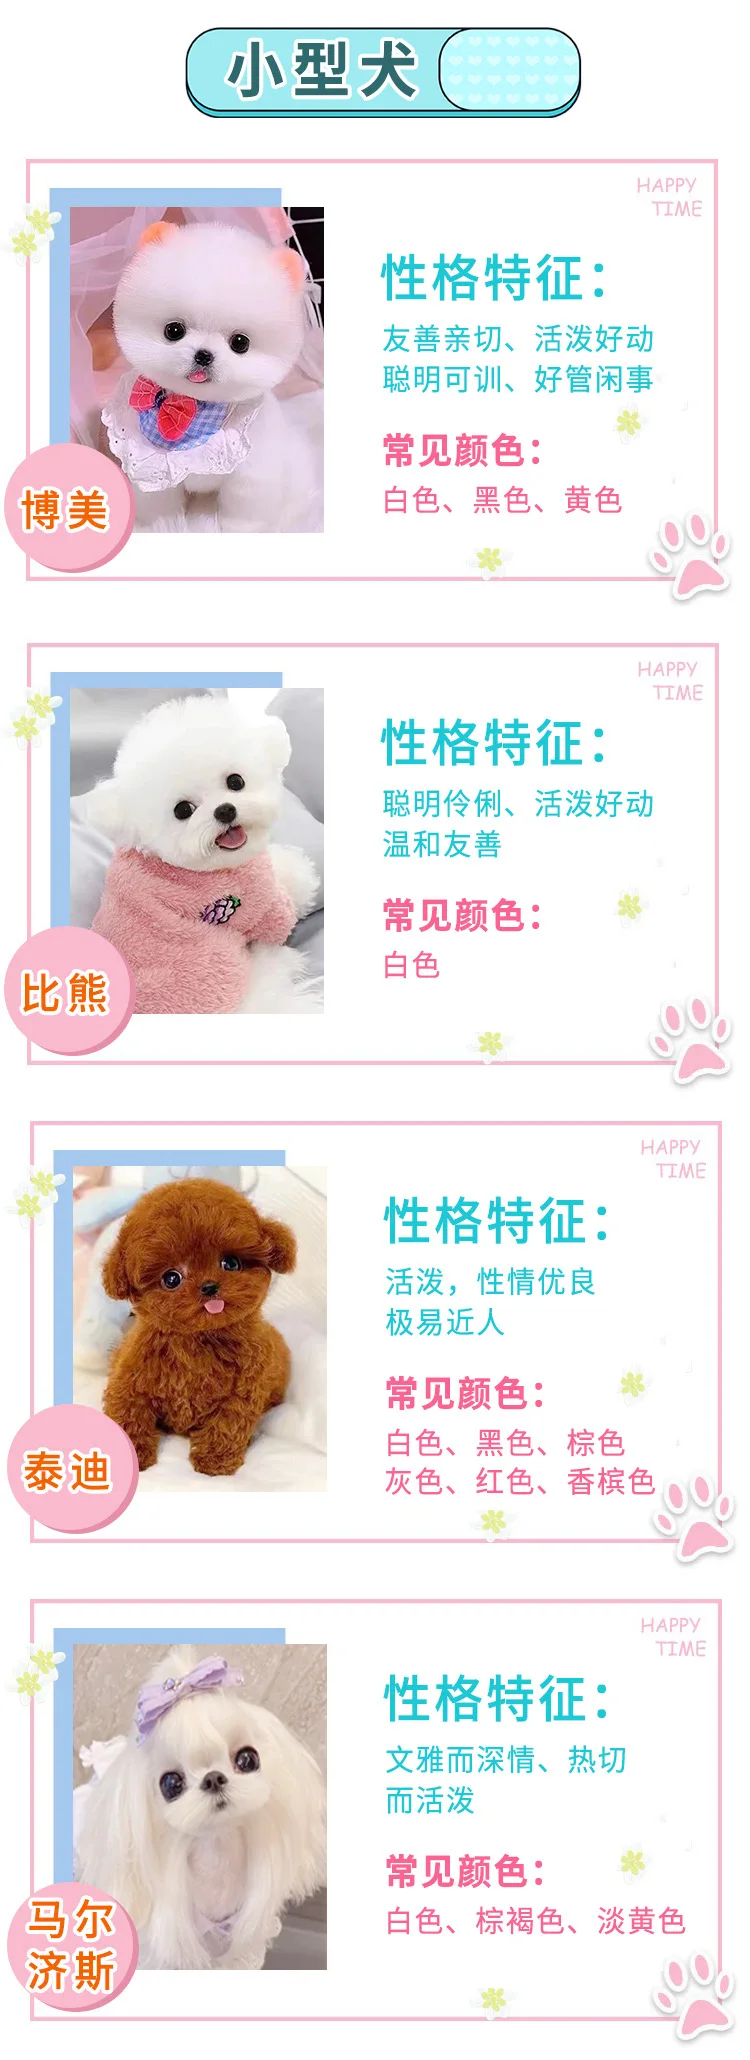 小型犬
HAPPY
TIME
性格特征：
友善亲切、活泼好动
聪明可训、好管闲事
常见颜色：
白色、黑色、黄色
博美
HAPPY
TIME
性格特征：
聪明伶俐、活泼好动
温和友善
常见颜色：
白色
比熊
HAPPY
TIME
性格特征：
活泼，性情优良
极易近人
常见颜色：
白色、黑色、棕色
灰色、红色、香槟色
泰迪
HAPPY
TIME
性格特征：
文雅而深情、热切
而活泼
常见颜色：
白色、棕褐色、淡黄色
马尔
济斯